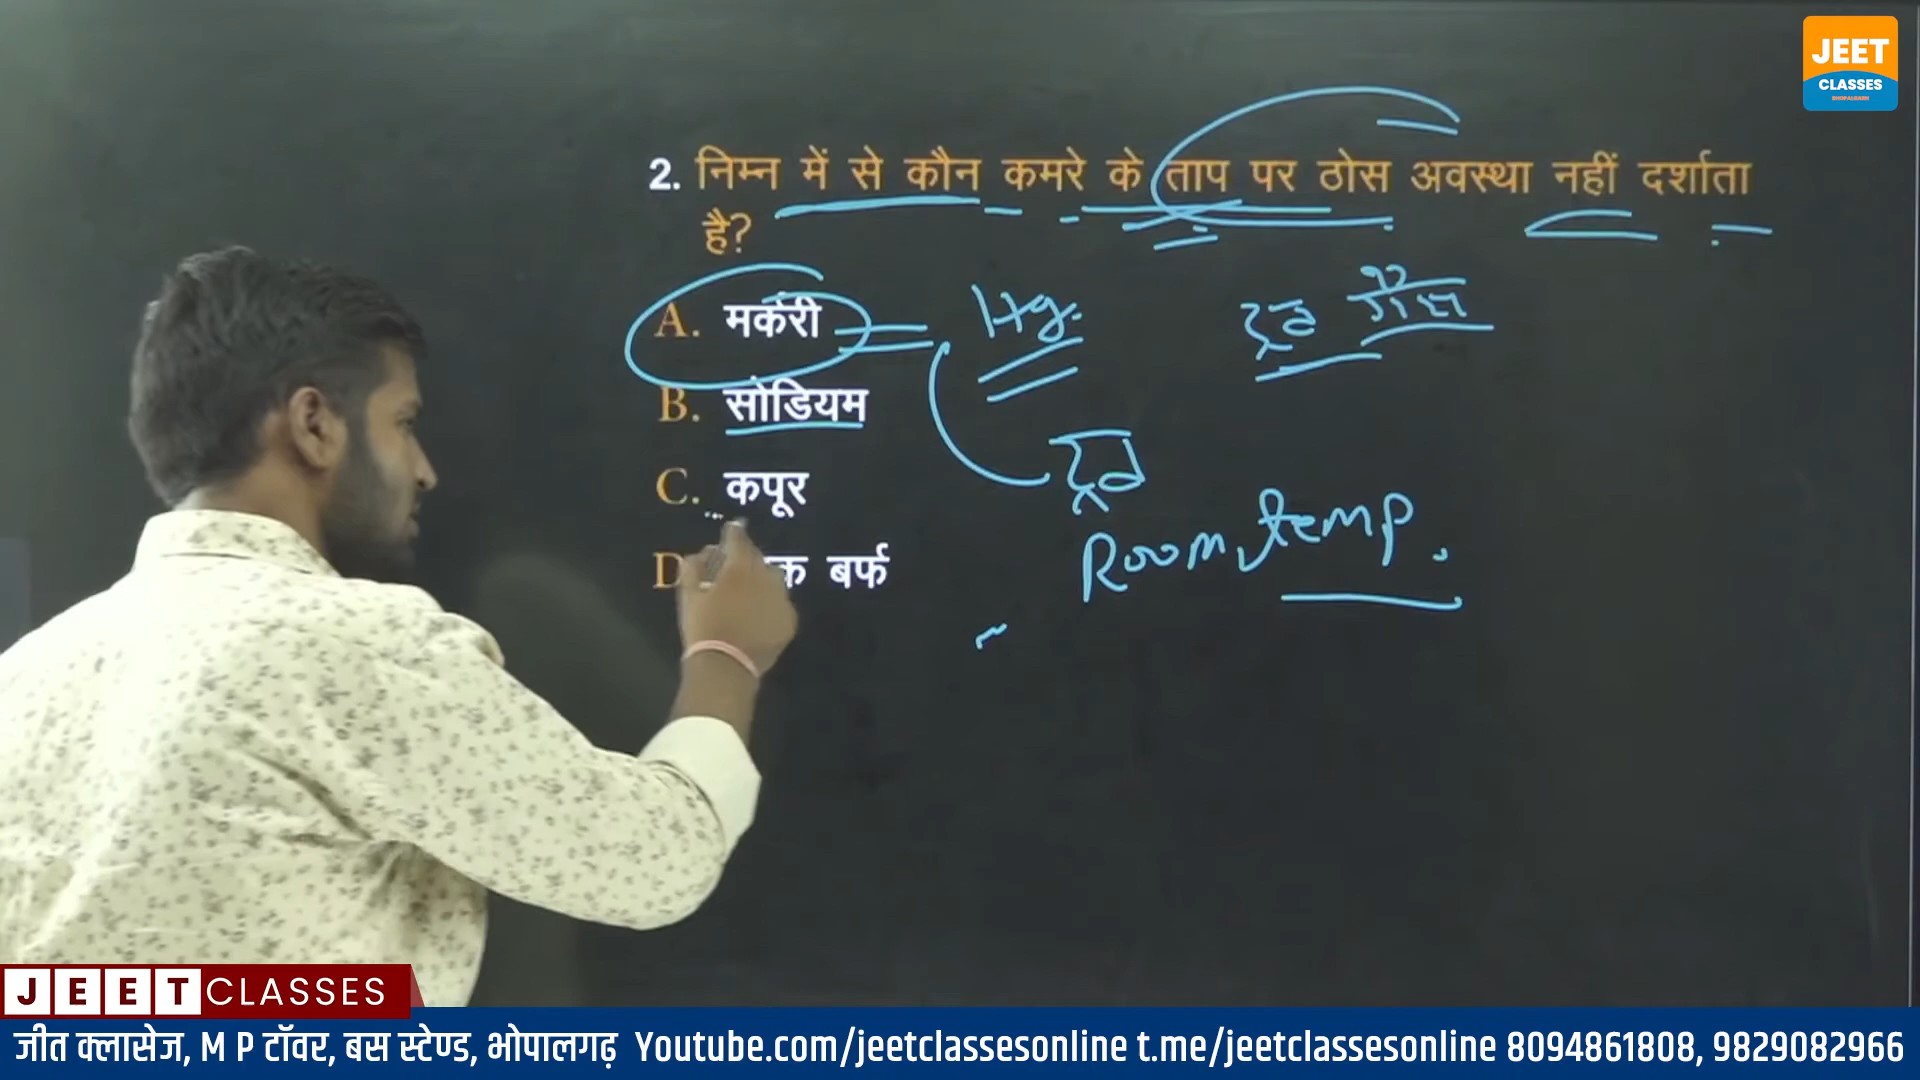 JEET
CLASSES
2. निम्न में से कौन कमरे के ताप पर ठोस अवस्था नहीं दर्शाता
है?
A. मर्करी
Hg.
द्रव गैस
B. सोडियम
द्रव
C. कपूर
Room temp.
D क बर्फ
JEET CLASSES
जीत क्लासेज, M P टॉवर, बस स्टेण्ड, भोपालगढ़ Youtube.com/jeetclassesonline t.me/jeetclassesonline 8094861808, 9829082966